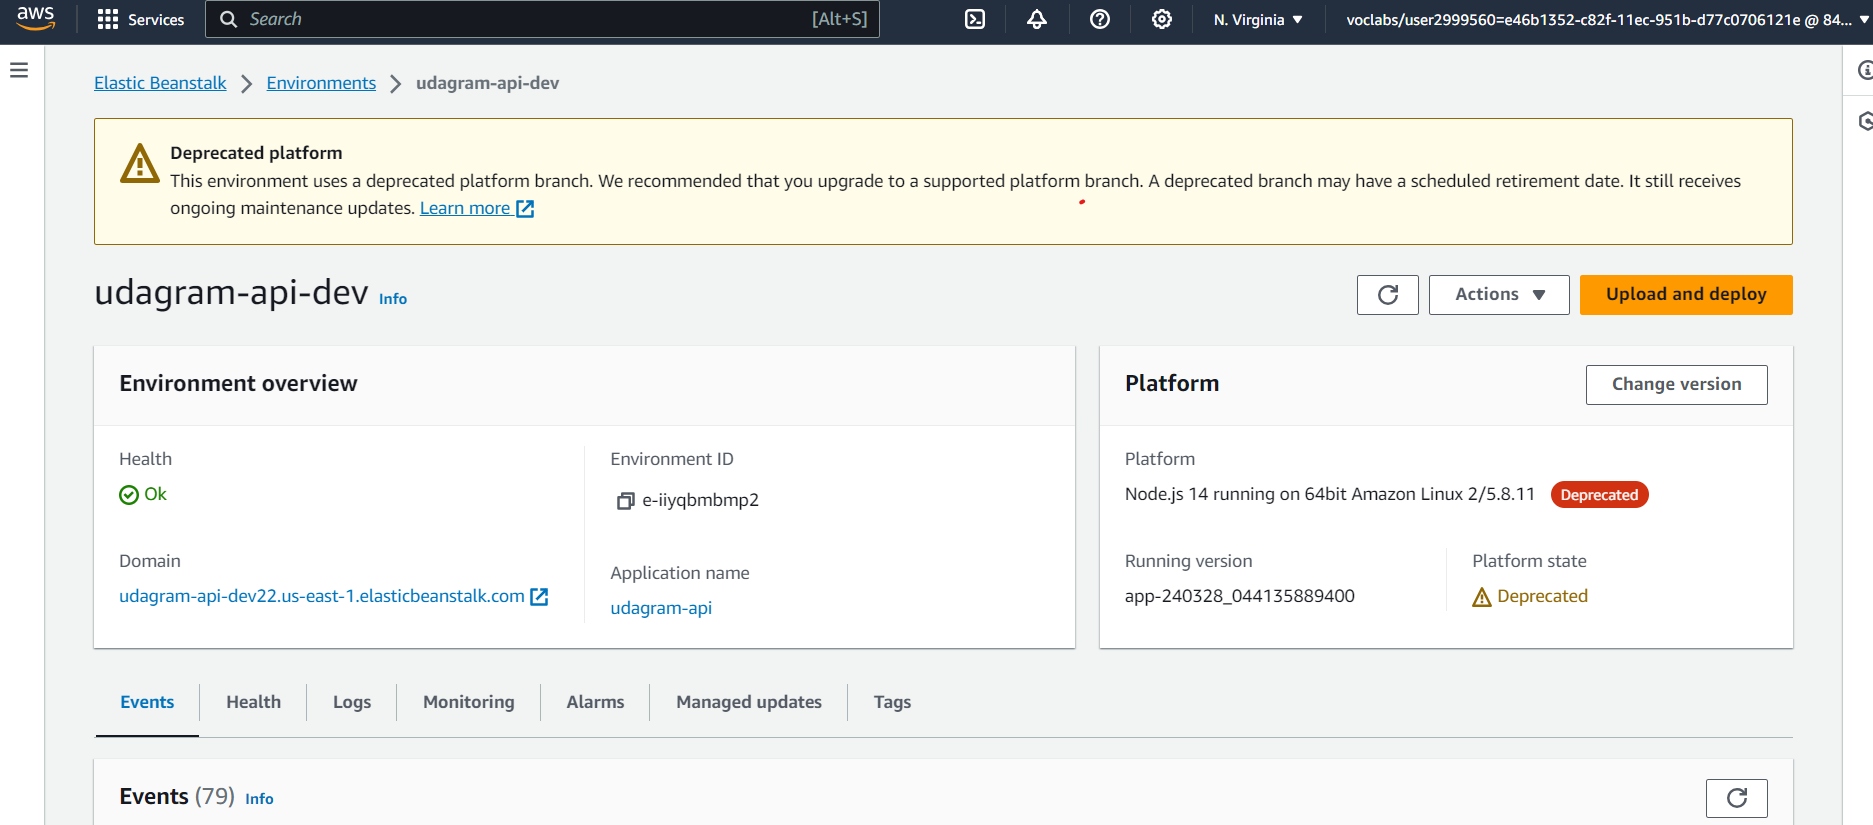 aws Services Search [Alt+S] N. Virginia voclabs/user2999560=e46b1352-c82f-11ec-951b-d77c0706121e @ 84...
Elastic Beanstalk > Environments > udagram-api-dev
Deprecated platform
This environment uses a deprecated platform branch. We recommended that you upgrade to a supported platform branch. A deprecated branch may have a scheduled retirement date. It still receives
ongoing maintenance updates. Learn more
udagram-api-dev Info
Actions
Upload and deploy
Environment overview
Health
Ok
Environment ID
e-iiyqbmbmp2
Domain
udagram-api-dev22.us-east-1.elasticbeanstalk.com
Application name
udagram-api
Platform
Change version
Platform
Node.js 14 running on 64bit Amazon Linux 2/5.8.11 Deprecated
Running version
app-240328_044135889400
Platform state
Deprecated
Events Health Logs Monitoring Alarms Managed updates Tags
Events (79) Info